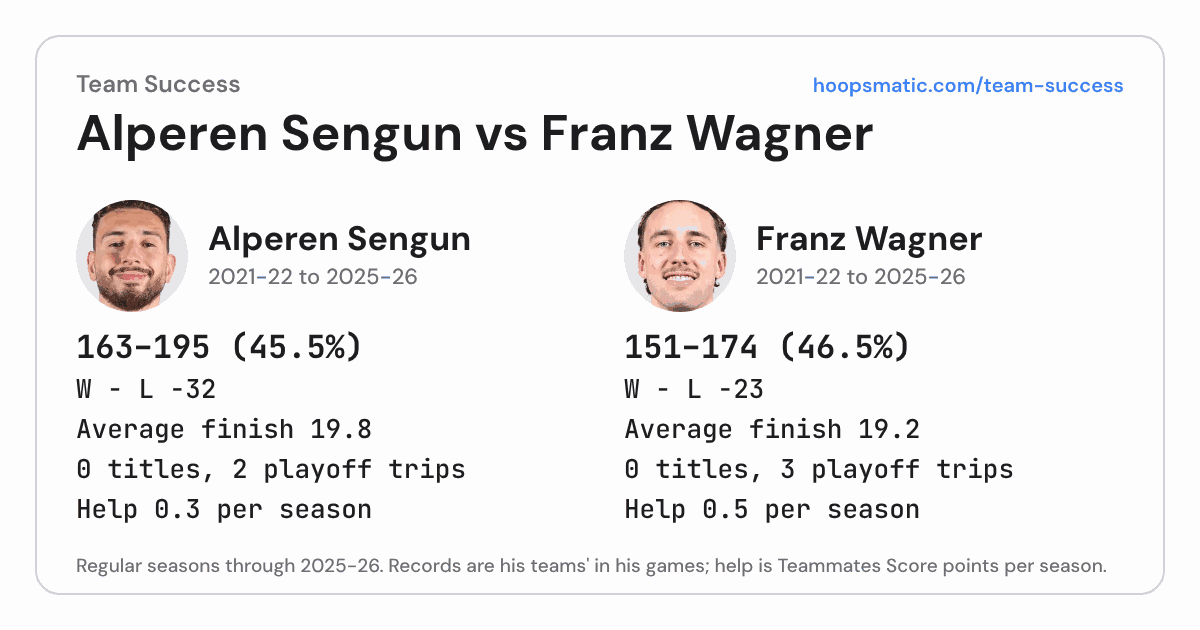 Team Success
hoopsmatic.com/team-success
Alperen Sengun vs Franz Wagner
Alperen Sengun
2021-22 to 2025-26
163-195 (45.5%)
W - L -32
Average finish 19.8
0 titles, 2 playoff trips
Help 0.3 per season
Franz Wagner
2021-22 to 2025-26
151-174 (46.5%)
W - L -23
Average finish 19.2
0 titles, 3 playoff trips
Help 0.5 per season
Regular seasons through 2025-26. Records are his teams' in his games; help is Teammates Score points per season.